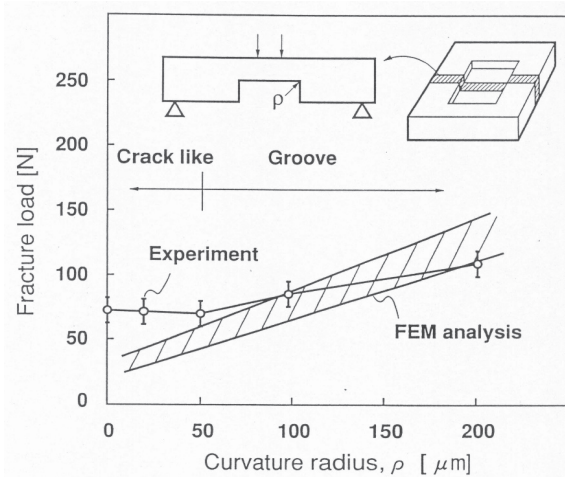 Fracture load [N]
250
200
150
100
50
0
ρ
Crack like
Groove
Experiment
FEM analysis
0
50
100
150
200
Curvature radius, ρ [ μm]